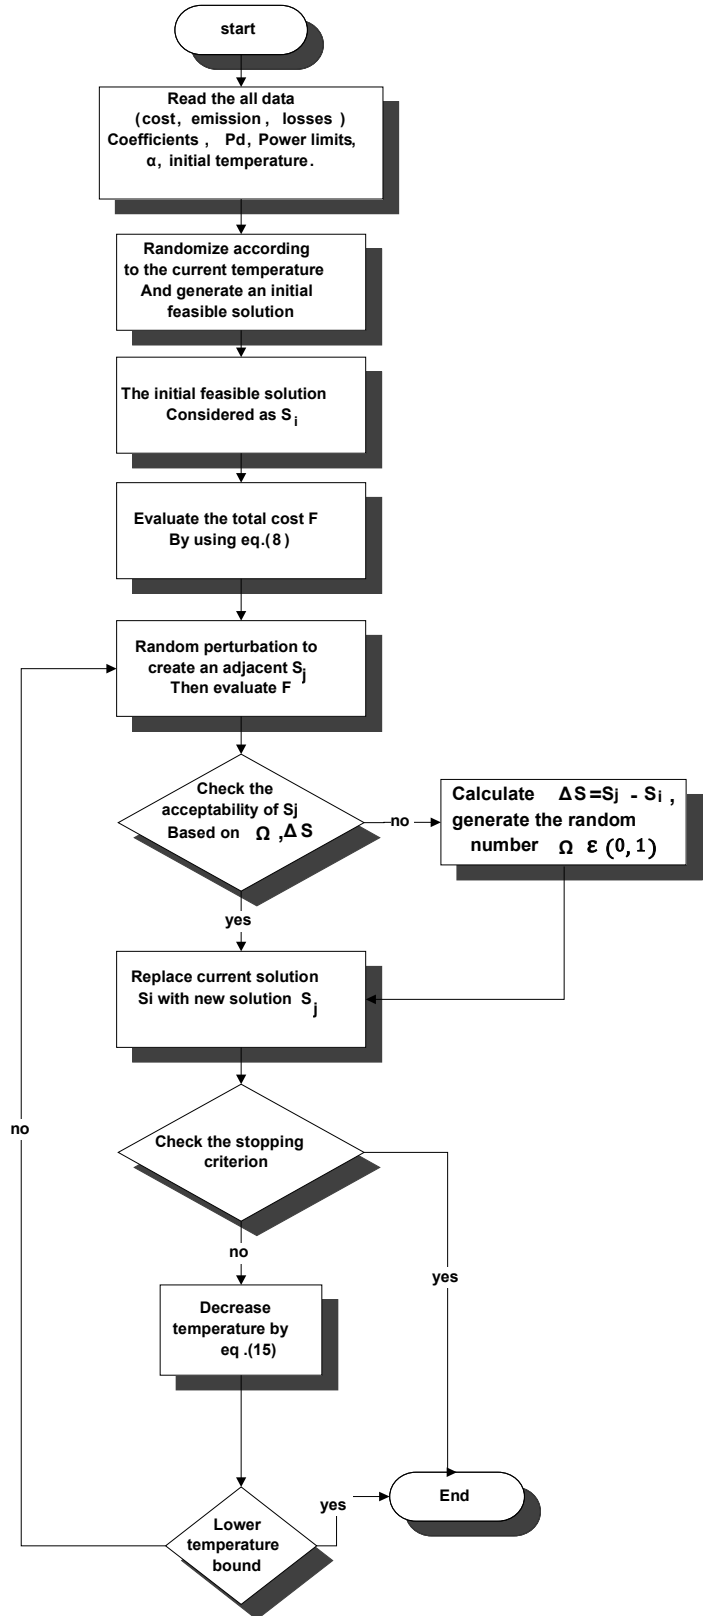 start
Read the all data
(cost, emission, losses )
Coefficients , Pd, Power limits,
α, initial temperature.
Randomize according
to the current temperature
And generate an initial
feasible solution
The initial feasible solution
Considered as S i
Evaluate the total cost F
By using eq.(8)
Random perturbation to
create an adjacent Sj
Then evaluate F
Check the
acceptability of Sj
Based on Ω ,ΔS
no
Calculate ΔS=Sj - Si ,
generate the random
number Ω ε (0,1)
yes
Replace current solution
Si with new solution Sj
no
Check the stopping
criterion
no
yes
Decrease
temperature by
eq .(15)
yes
End
Lower
temperature
bound